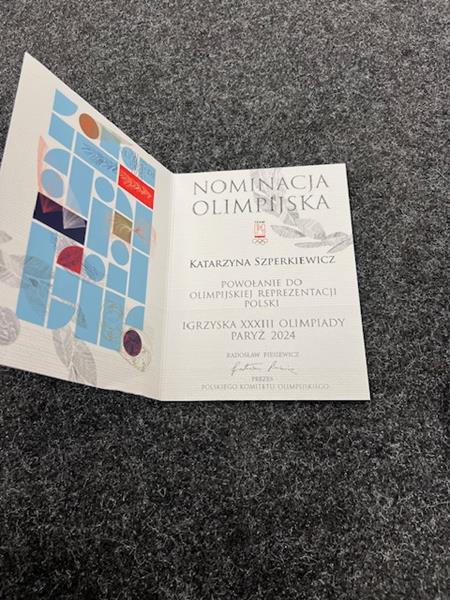 NOMINACJA
OLIMPIJSKA
KATARZYNA SZPERKIEWICZ
POWOŁANIE DO
OLIMPIJSKIEJ REPREZENTACJI
POLSKI
IGRZYSKA XXXIII OLIMPIADY
PARYŻ 2024
RADOSŁAW PIESIEWICZ
PREZES
POLSKIEGO KOMITETU OLIMPIJSKIEGO